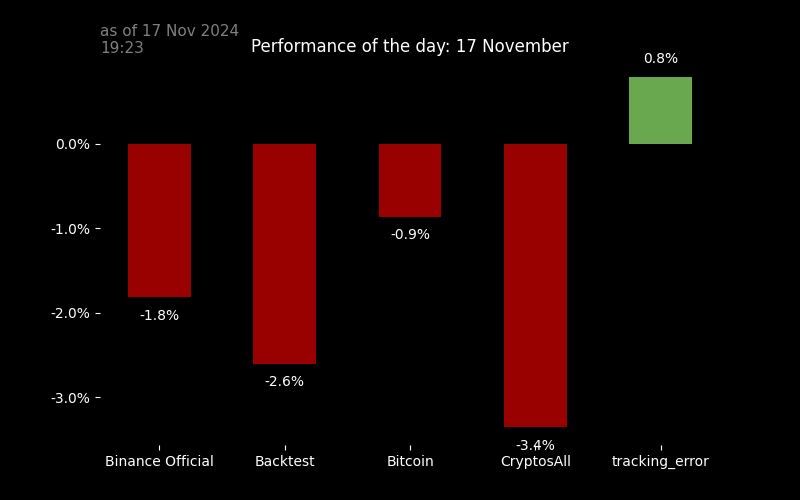 as of 17 Nov 2024
19:23
Performance of the day: 17 November
0.8%
0.0%
-1.0%
-0.9%
-2.0%
-1.8%
-2.6%
-3.0%
-3.4%
Binance Official
Backtest
Bitcoin
CryptosAll
tracking_error